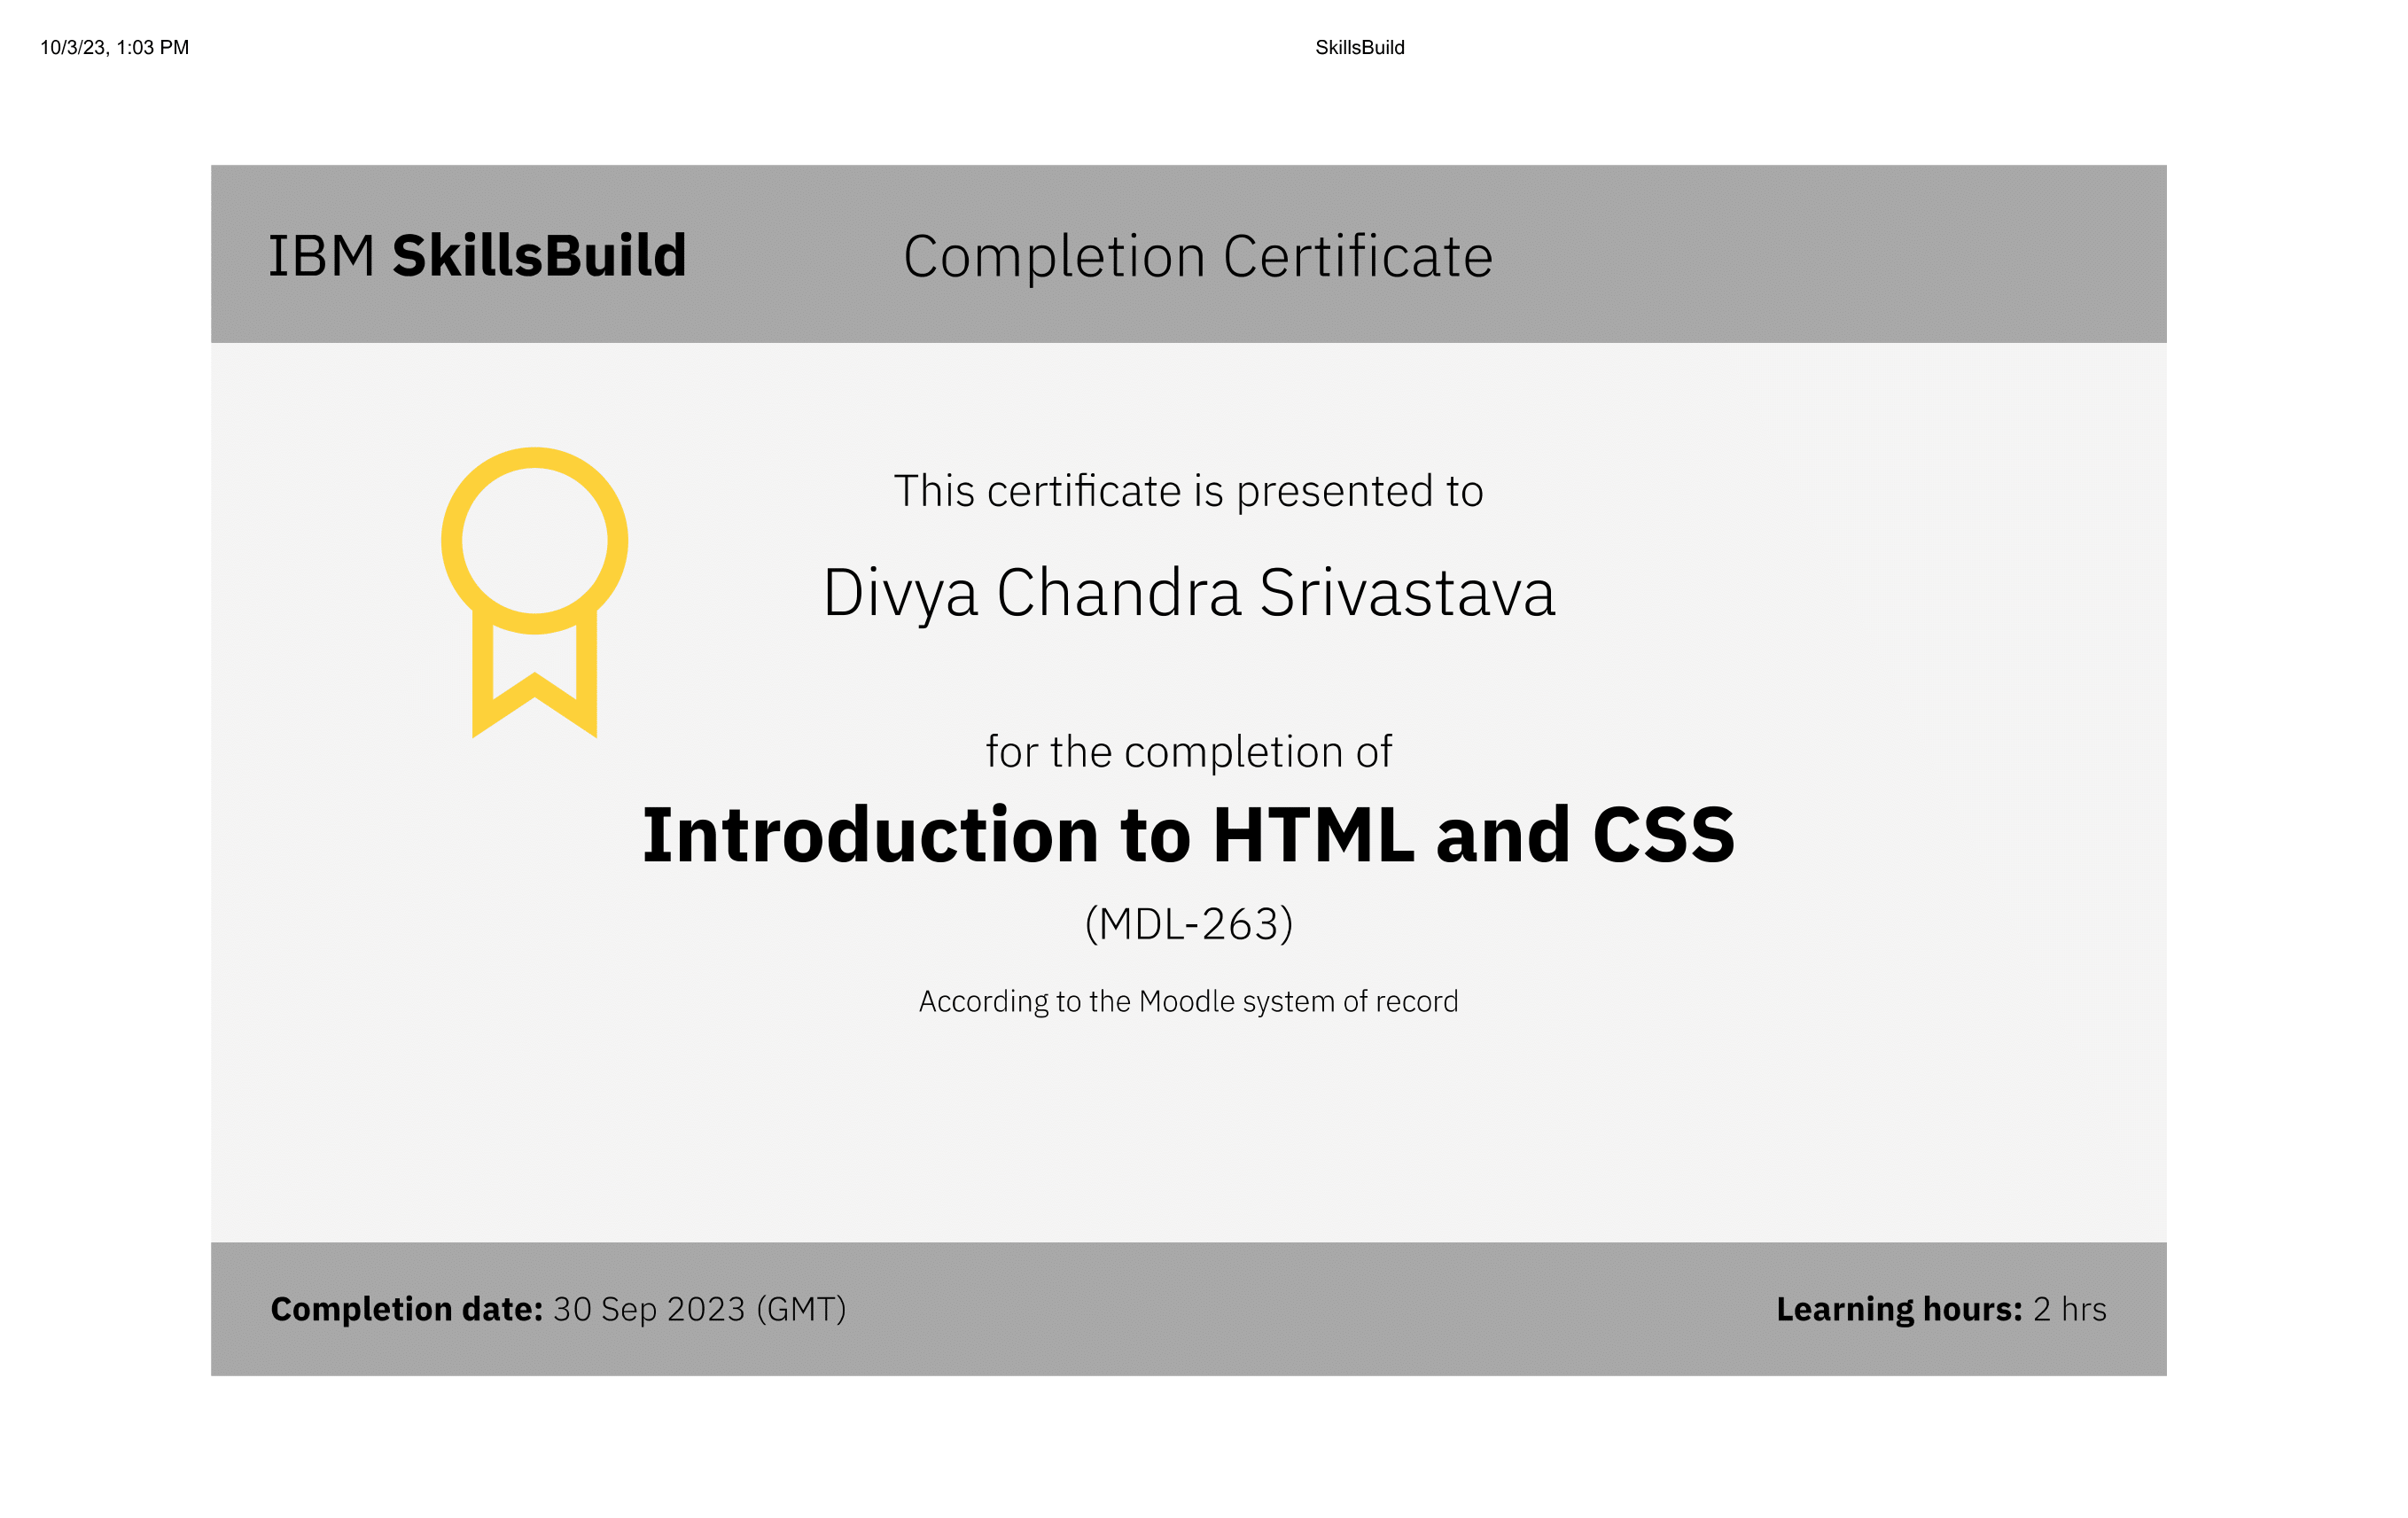 10/3/23, 1:03 PM SkillsBuild
IBM SkillsBuild Completion Certificate
This certificate is presented to
Divya Chandra Srivastava
for the completion of
Introduction to HTML and CSS
(MDL-263)
According to the Moodle system of record
Completion date: 30 Sep 2023 (GMT) Learning hours: 2 hrs